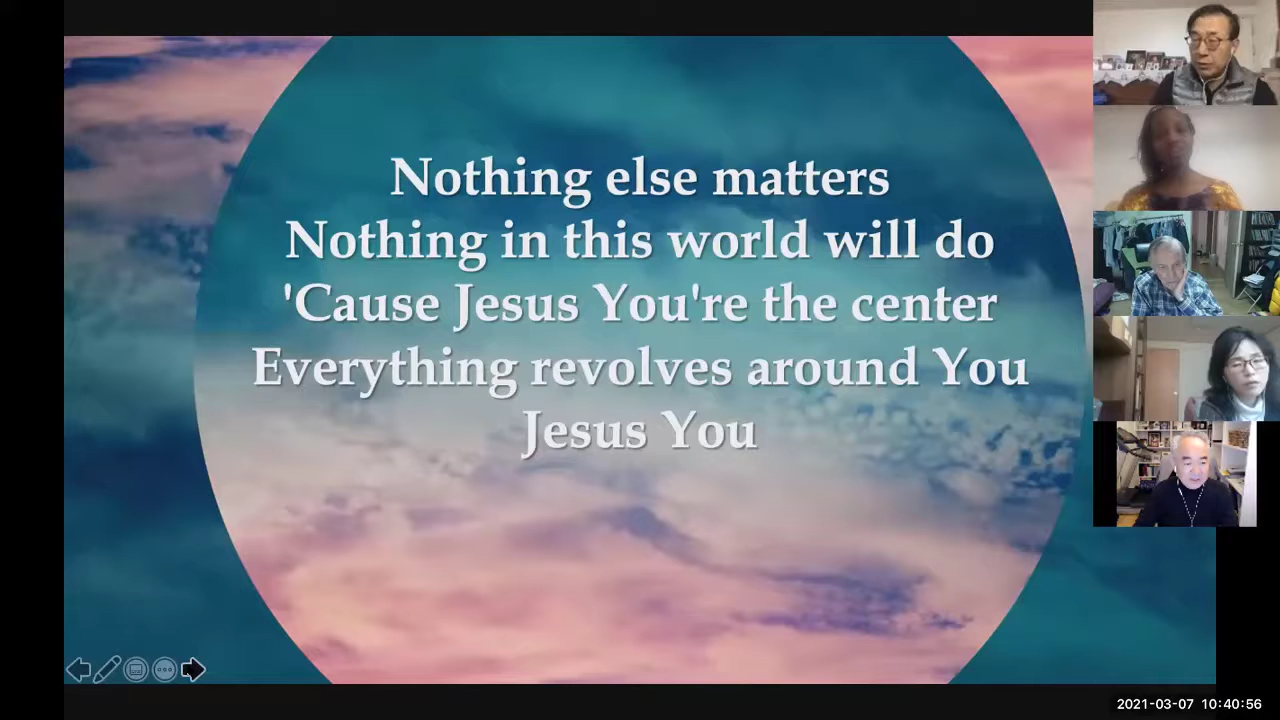 Nothing else matters
Nothing in this world will do
'Cause Jesus You're the center
Everything revolves around You
Jesus You
2021-03-07 10:40:56